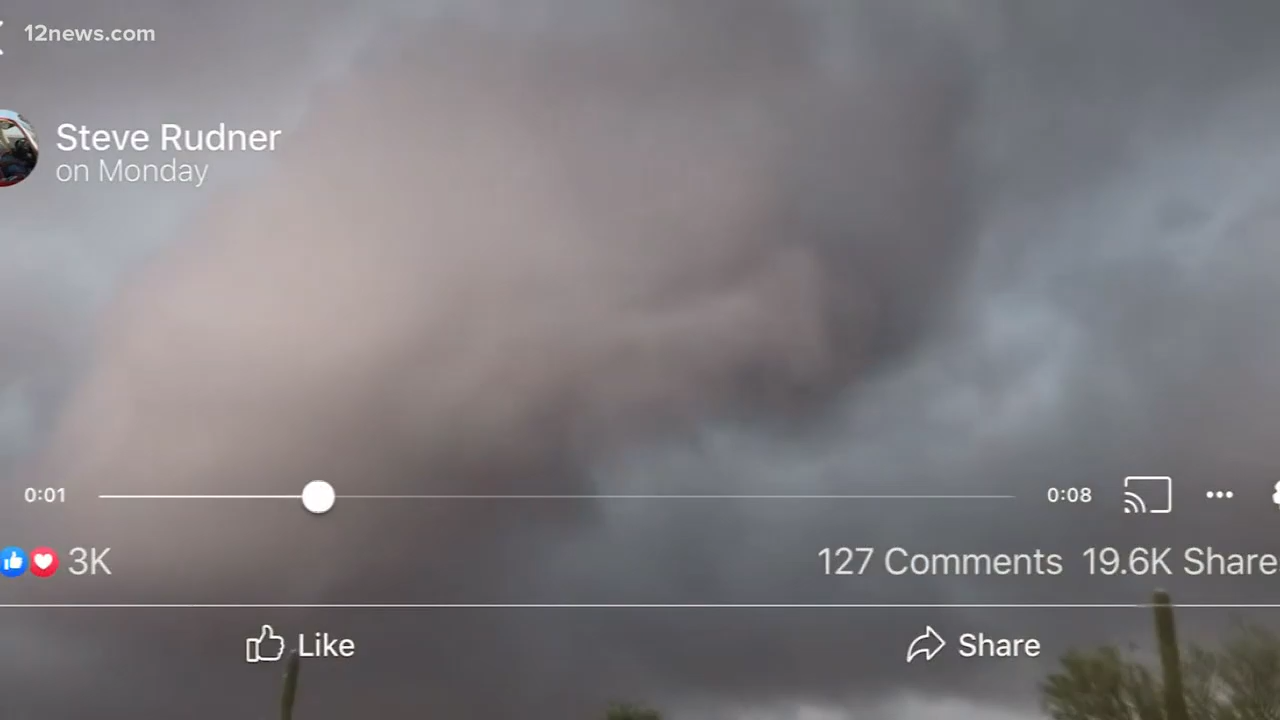 12news.com
Steve Rudner
on Monday
0:01
0:08
3K
127 Comments 19.6K Share
Like
Share